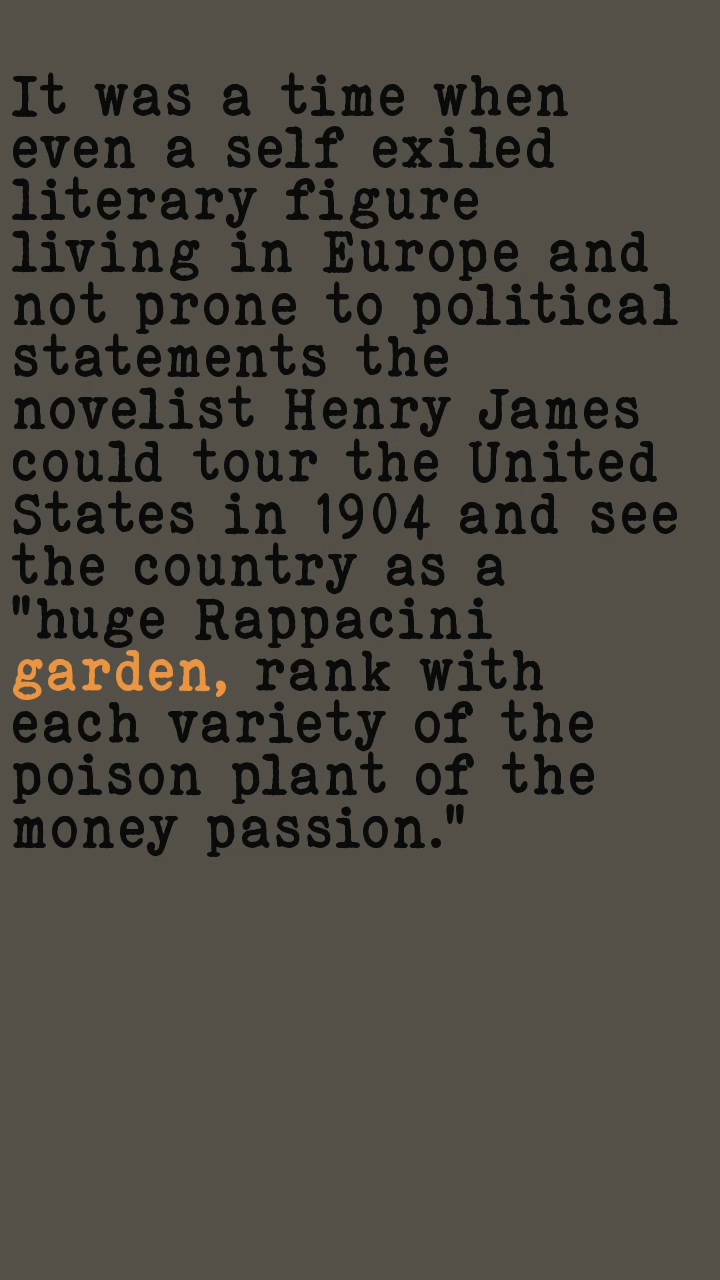 It was a time when
even a self exiled
literary figure
living in Europe and
not prone to political
statements the
novelist Henry James
could tour the United
States in 1904 and see
the country as a
"huge Rappacini
garden, rank with
each variety of the
poison plant of the
money passion."